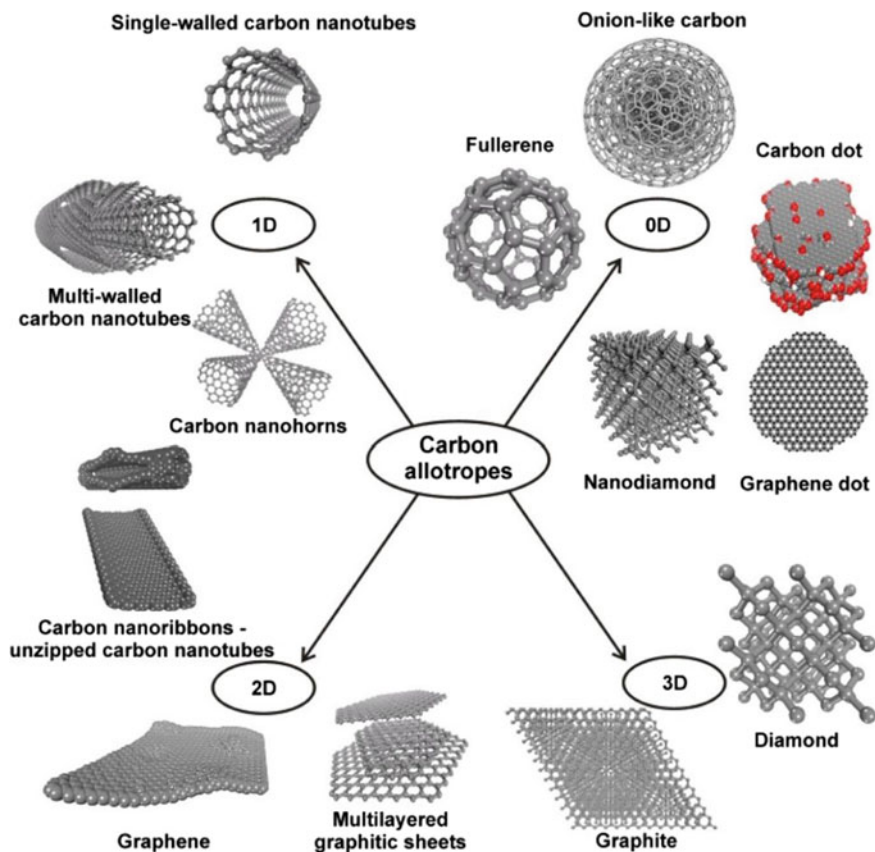 Single-walled carbon nanotubes
Onion-like carbon
Fullerene
Carbon dot
1D
0D
Multi-walled
carbon nanotubes
Carbon nanohorns
Carbon
allotropes
Nanodiamond
Graphene dot
Carbon nanoribbons -
unzipped carbon nanotubes
2D
3D
Diamond
Graphene
Multilayered
graphitic sheets
Graphite